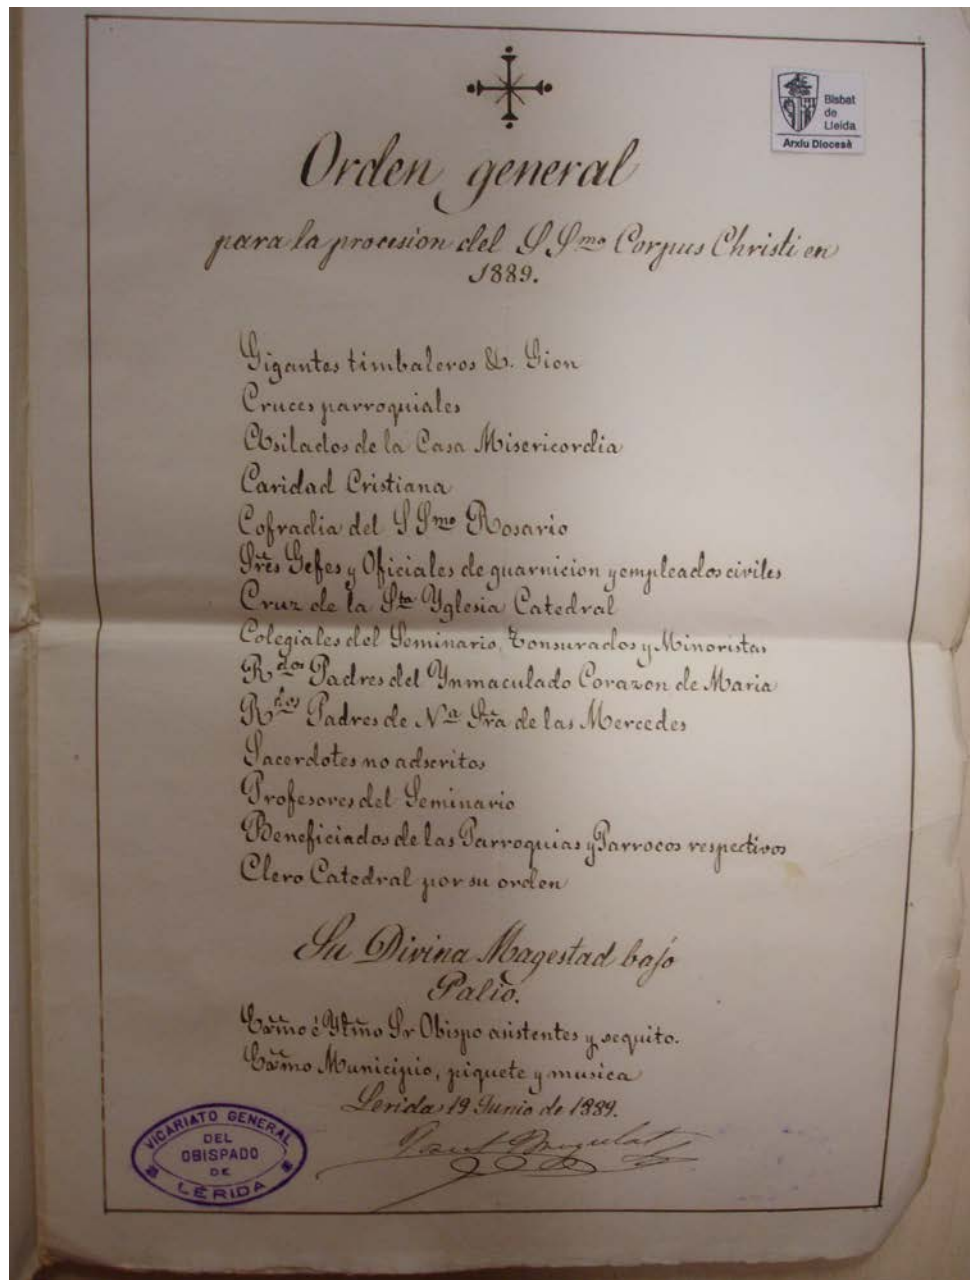 Bisbat
de
Lleida
Arxiu Diocesà
Orden general
para la procesion del S Smo Corpus Christi en
1889.
Gigantes timbaleros &. Gion
Cruces parroquiales
Asilados de la Casa Misericordia
Caridad Cristiana
Cofradia del S Smo Rosario
Sres Gefes y Oficiales de guarnicion y empleados civiles
Cruz de la Sta Yglesia Catedral
Colegiales del Seminario, Tonsurados y Minoristas
Rdos Padres del Ynmaculado Corazon de Maria
Rdos Padres de Na Sra de las Mercedes
Sacerdotes no adscritos
Profesores del Seminario
Beneficiados de las Parroquias y Parrocos respectivos
Clero Catedral por su orden
Su Divina Magestad bajo
Palio.
Exmo é Yltmo Sr Obispo asistentes y sequito.
Exmo Municipio, piquete y musica
Lerida 19 Junio de 1889.
VICARIATO GENERAL
DEL
OBISPADO
DE
LÉRIDA